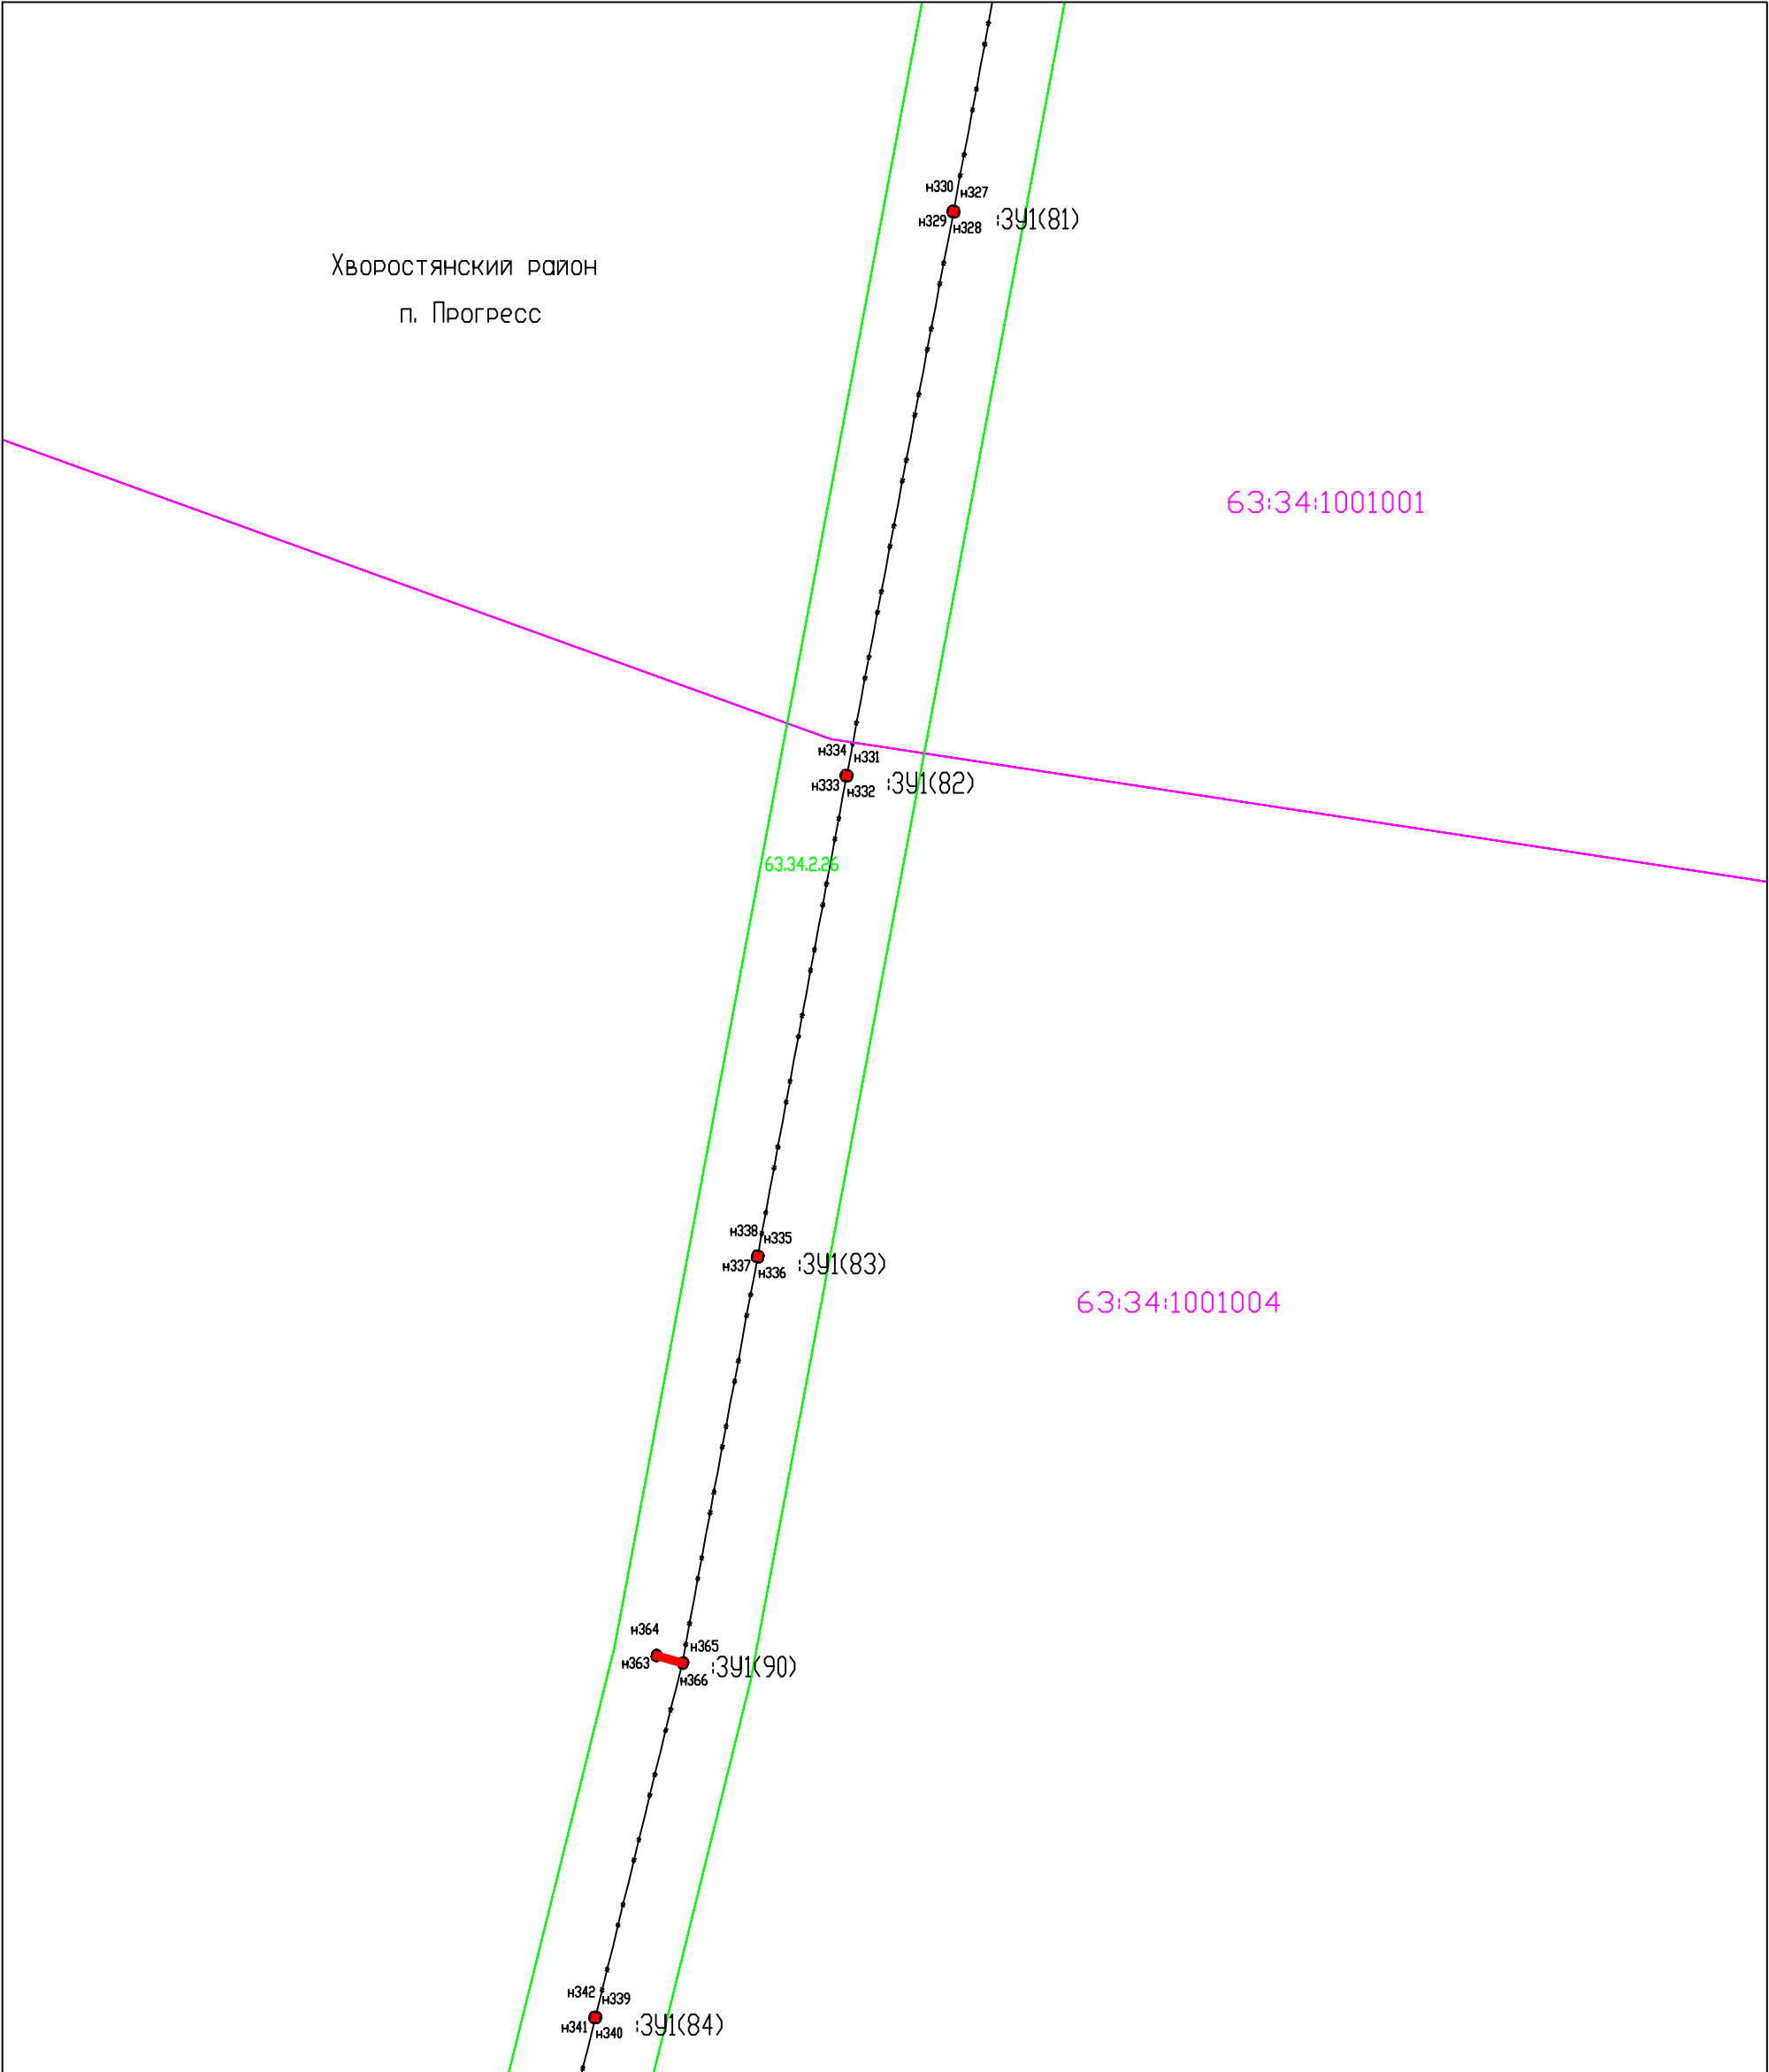 н330
н327
н329
н328
:ЗУ1(81)
Хворостянский район
п. Прогресс
63:34:1001001
н334
н331
н333
н332
:ЗУ1(82)
63.34.2.26
н338
н335
н337
н336
:ЗУ1(83)
63:34:1001004
н364
н365
н363
н366
:ЗУ1(90)
н342
н339
н341
н340
:ЗУ1(84)